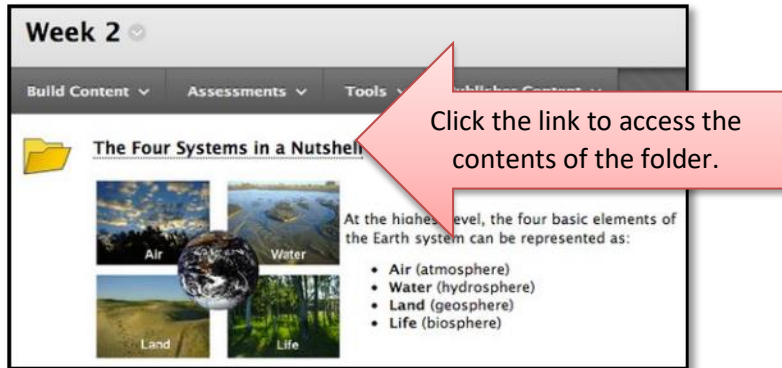 Week 2
Build Content Assessments Tools Publisher Content
The Four Systems in a Nutshell
Click the link to access the
contents of the folder.
Air
Water
Land
Life
At the highest level, the four basic elements of
the Earth system can be represented as:
• Air (atmosphere)
• Water (hydrosphere)
• Land (geosphere)
• Life (biosphere)